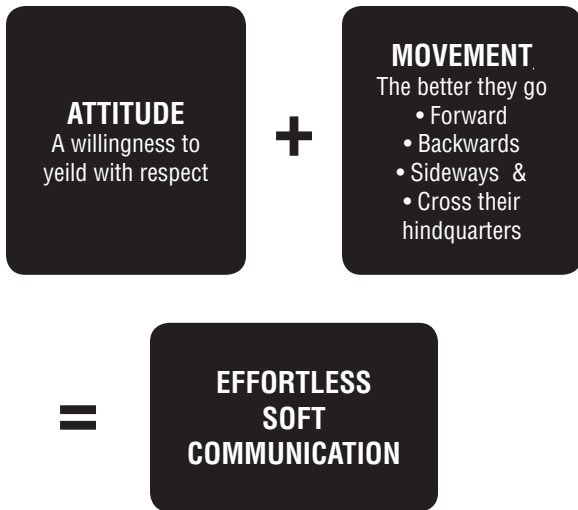 ATTITUDE
A willingness to
yeild with respect
+
MOVEMENT
The better they go
• Forward
• Backwards
• Sideways &
• Cross their
hindquarters
=
EFFORTLESS
SOFT
COMMUNICATION